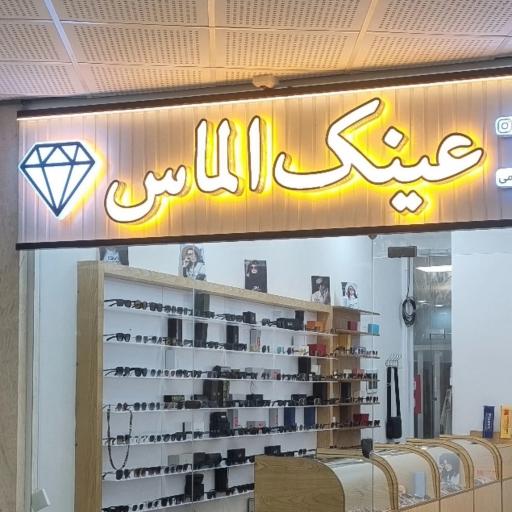 عینک الماس